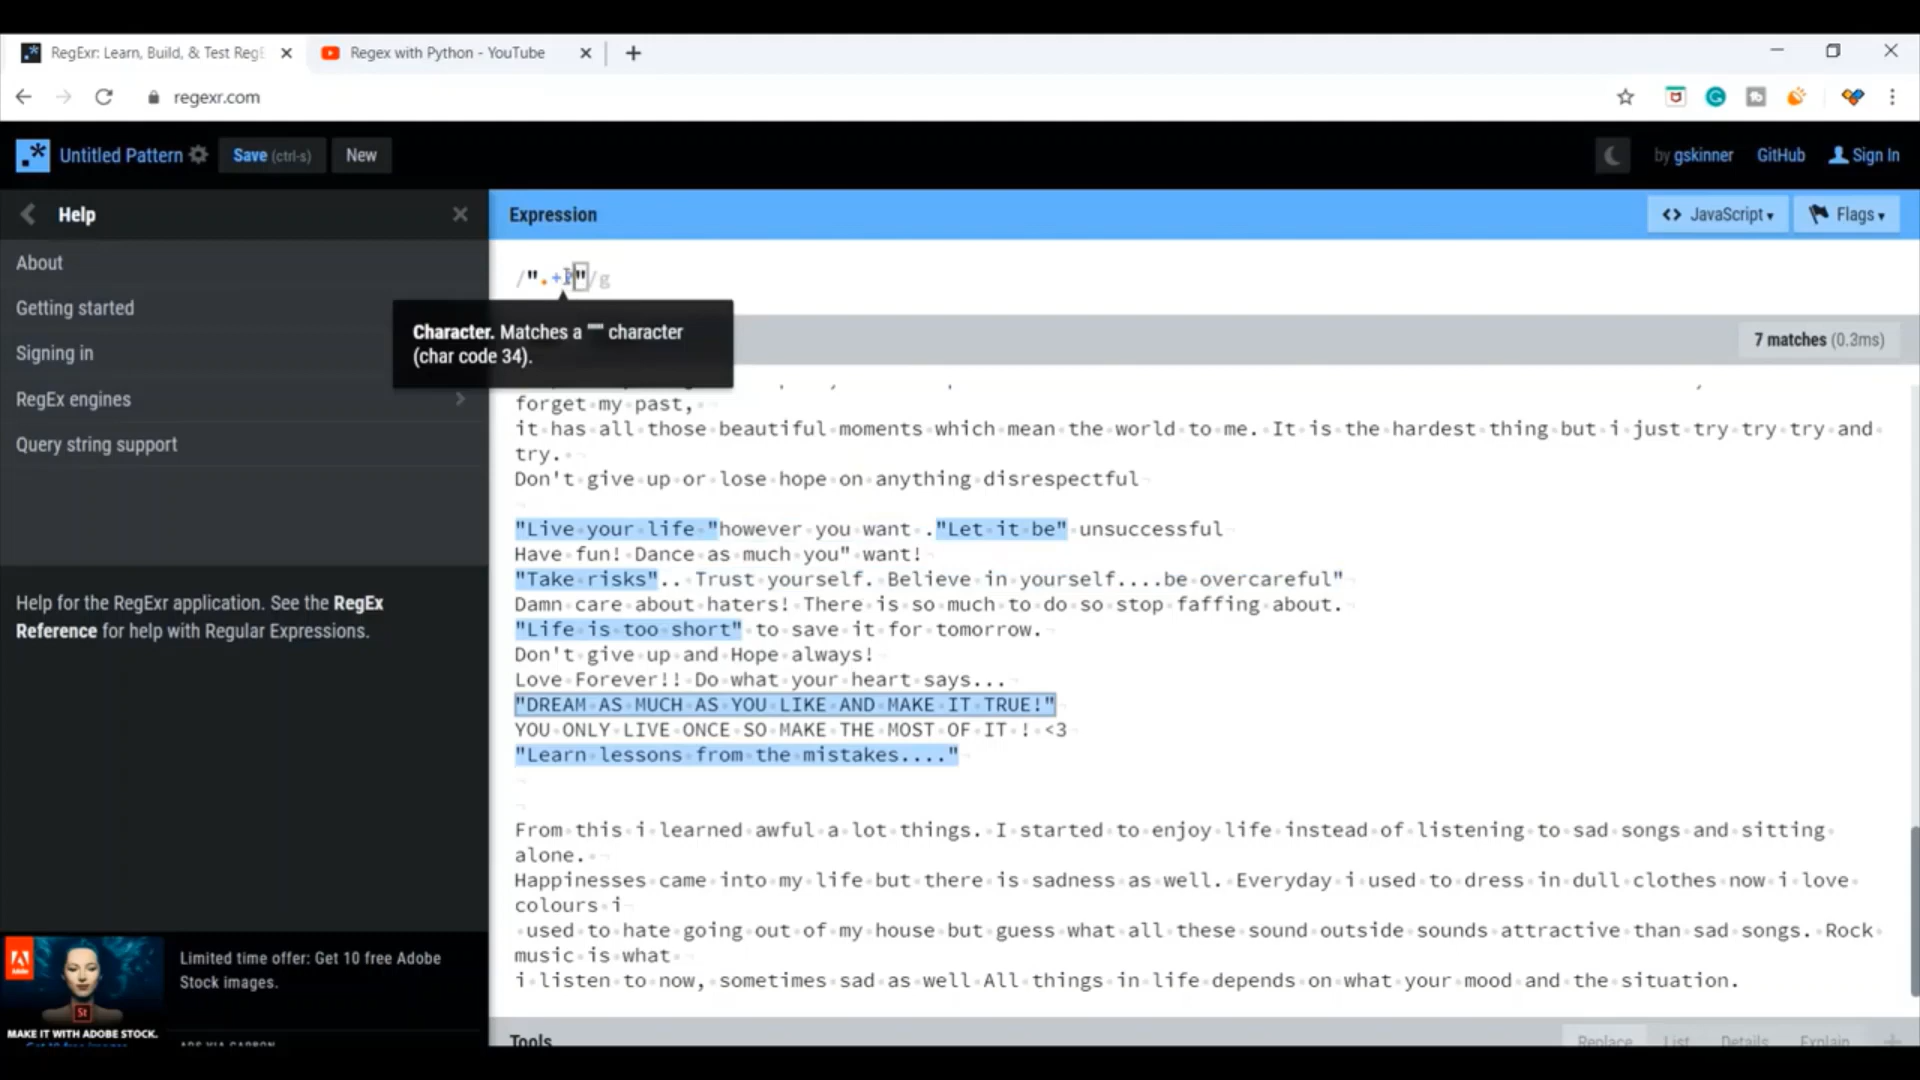 RegExr: Learn, Build, & Test RegE
Regex with Python - YouTube
regexr.com
Untitled Pattern
Save (ctrl-s)
New
by gskinner
GitHub
Sign In
Help
Expression
JavaScript
Flags
About
Getting started
Signing in
RegEx engines
Query string support
/".+?"/g
Character. Matches a """ character
(char code 34).
7 matches (0.3ms)
forget my past,
it has all those beautiful moments which mean the world to me. It is the hardest thing but i just try try try and
try.
Don't give up or lose hope on anything disrespectful
"Live your life "however you want ."Let it be" unsuccessful
Have fun! Dance as much you" want!
"Take risks".. Trust yourself. Believe in yourself....be overcareful"
Damn care about haters! There is so much to do so stop faffing about.
"Life is too short" to save it for tomorrow.
Don't give up and Hope always!
Love Forever!! Do what your heart says...
"DREAM AS MUCH AS YOU LIKE AND MAKE IT TRUE!"
YOU ONLY LIVE ONCE SO MAKE THE MOST OF IT ! <3
"Learn lessons from the mistakes...."
From this i learned awful a lot things. I started to enjoy life instead of listening to sad songs and sitting
alone.
Happinesses came into my life but there is sadness as well. Everyday i used to dress in dull clothes now i love
colours i
used to hate going out of my house but guess what all these sound outside sounds attractive than sad songs. Rock
music is what
i listen to now, sometimes sad as well All things in life depends on what your mood and the situation.
Help for the RegExr application. See the RegEx
Reference for help with Regular Expressions.
Limited time offer: Get 10 free Adobe
Stock images.
St
MAKE IT WITH ADOBE STOCK.
ADS VIA CARBON
Tools
Replace
List
Details
Explain